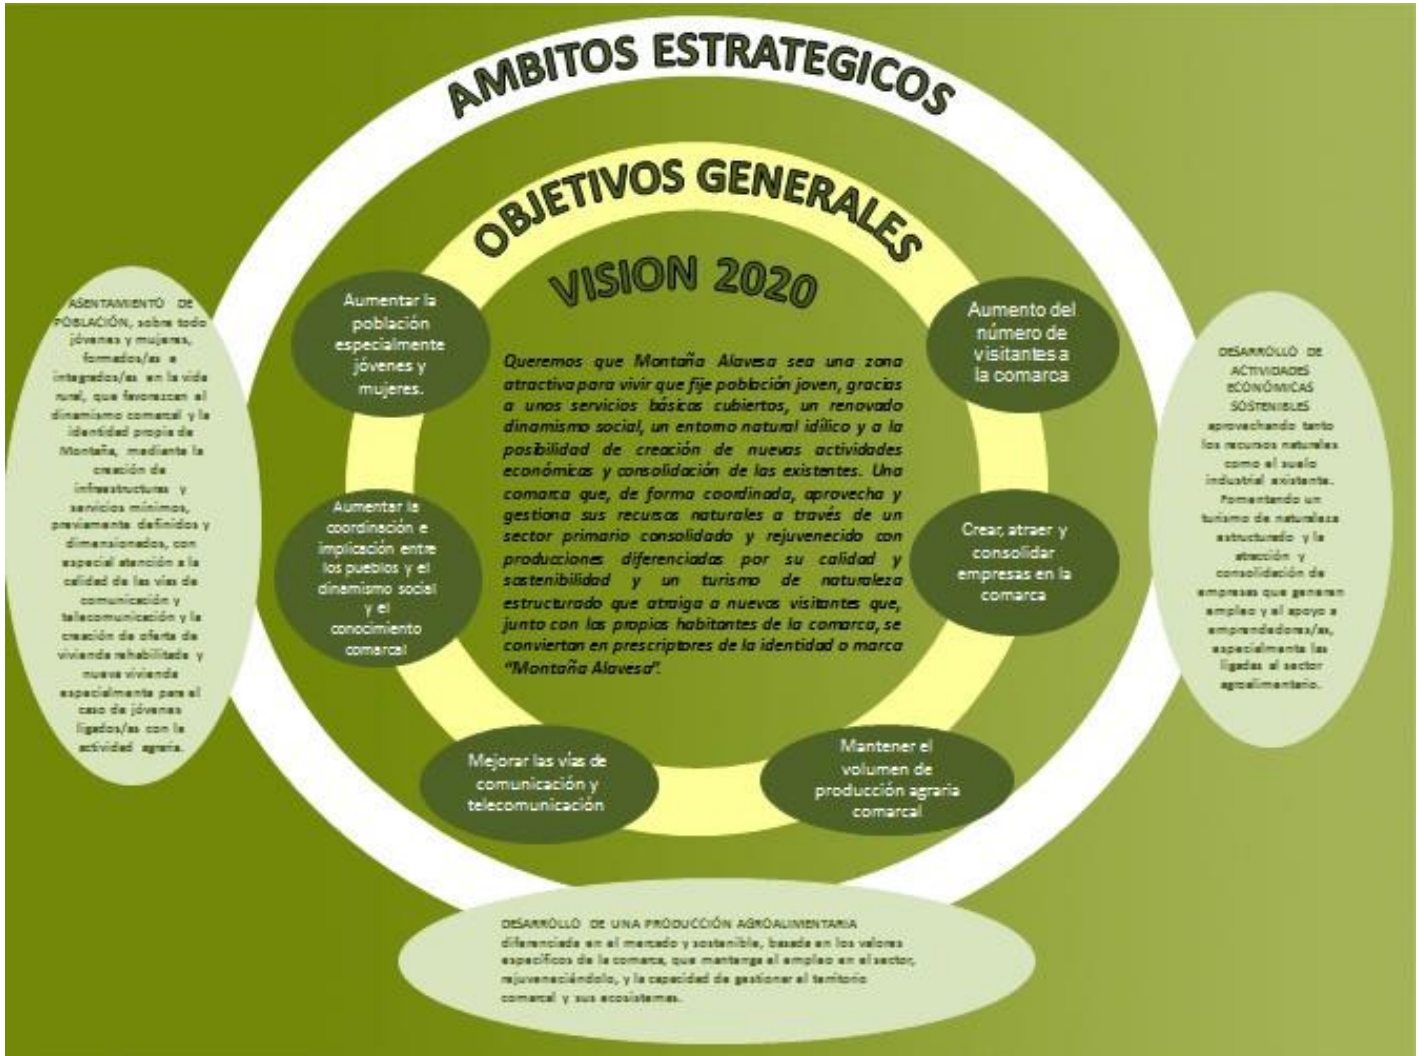 AMBITOS ESTRATEGICOS
OBJETIVOS GENERALES
VISION 2020
Queremos que Montaña Alavesa sea una zona
atractiva para vivir que fije población joven, gracias
a unos servicios básicos cubiertos, un renovado
dinamismo social, un entorno natural idílico y a la
posibilidad de creación de nuevas actividades
económicas y consolidación de las existentes. Una
comarca que, de forma coordinada, aprovecha y
gestiona sus recursos naturales a través de un
sector primario consolidado y rejuvenecido con
producciones diferenciadas por su calidad y
sostenibilidad y un turismo de naturaleza
estructurado que atraiga a nuevos visitantes que,
junto con los propios habitantes de la comarca, se
conviertan en prescriptores de la identidad o marca
“Montaña Alavesa”.
Aumentar la
población
especialmente
jóvenes y
mujeres.
Aumentar la
coordinación e
implicación entre
los pueblos y el
dinamismo social
y el
conocimiento
comarcal
Mejorar las vías de
comunicación y
telecomunicación
Mantener el
volumen de
producción agraria
comarcal
Crear, atraer y
consolidar
empresas en la
comarca
Aumento del
número de
visitantes a
la comarca
ASENTAMIENTO DE
POBLACIÓN, sobre todo
jóvenes y mujeres,
formados/as e
integrados/as en la vida
rural, que favorezcan el
dinamismo comarcal y la
identidad propia de
Montaña, mediante la
creación de
infraestructuras y
servicios mínimos,
previamente definidos y
dimensionados, con
especial atención a la
calidad de las vías de
comunicación y
telecomunicación y la
creación de oferta de
vivienda rehabilitada y
nueva vivienda
especialmente para el
caso de jóvenes
ligados/as con la
actividad agraria.
DESARROLLO DE UNA PRODUCCIÓN AGROALIMENTARIA
diferenciada en el mercado y sostenible, basada en los valores
específicos de la comarca, que mantenga el empleo en el sector,
rejuveneciéndolo, y la capacidad de gestionar el territorio
comarcal y sus ecosistemas.
DESARROLLO DE
ACTIVIDADES
ECONÓMICAS
SOSTENIBLES
aprovechando tanto
los recursos naturales
como el suelo
industrial existente.
Fomentando un
turismo de naturaleza
estructurado y la
atracción y
consolidación de
empresas que generen
empleo y el apoyo a
emprendedores/as,
especialmente las
ligadas al sector
agroalimentario.